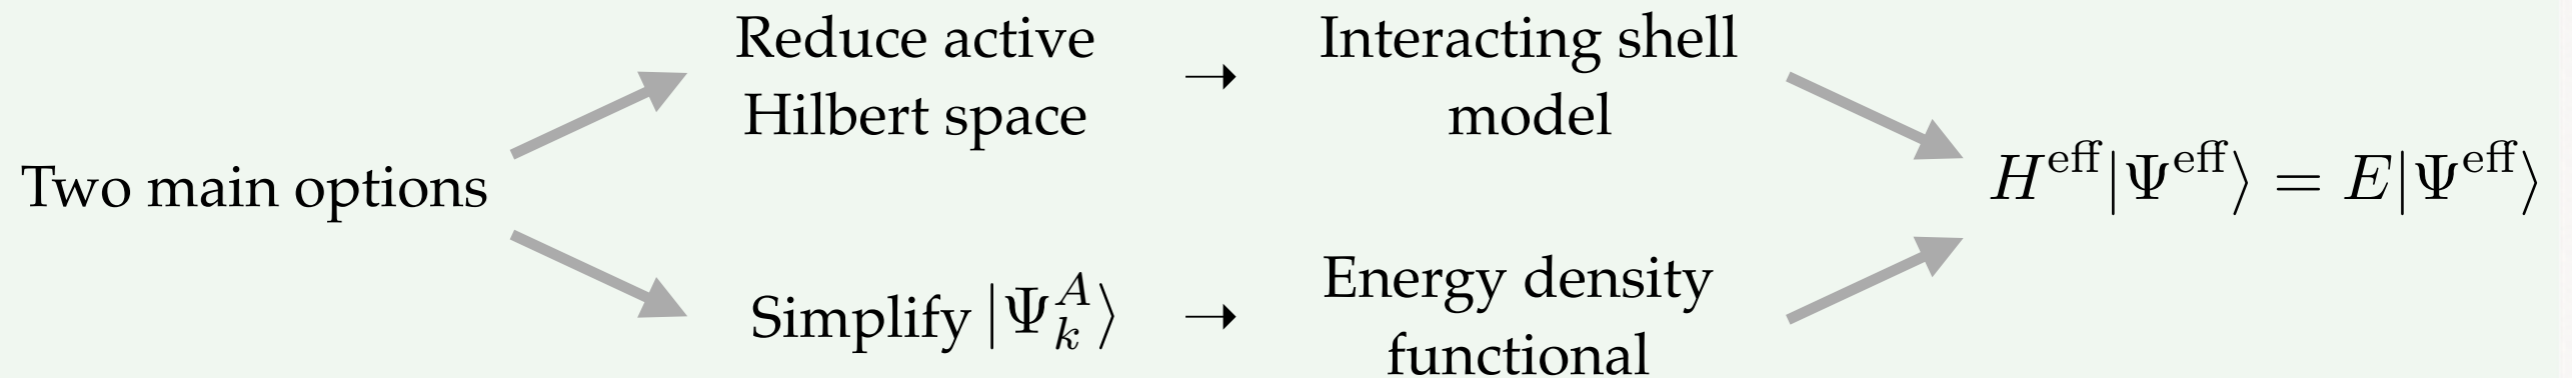 Two main options
Reduce active
Hilbert space
→
Interacting shell
model
Simplify |Ψ_k^A⟩
→
Energy density
functional
H^eff|Ψ^eff⟩ = E|Ψ^eff⟩